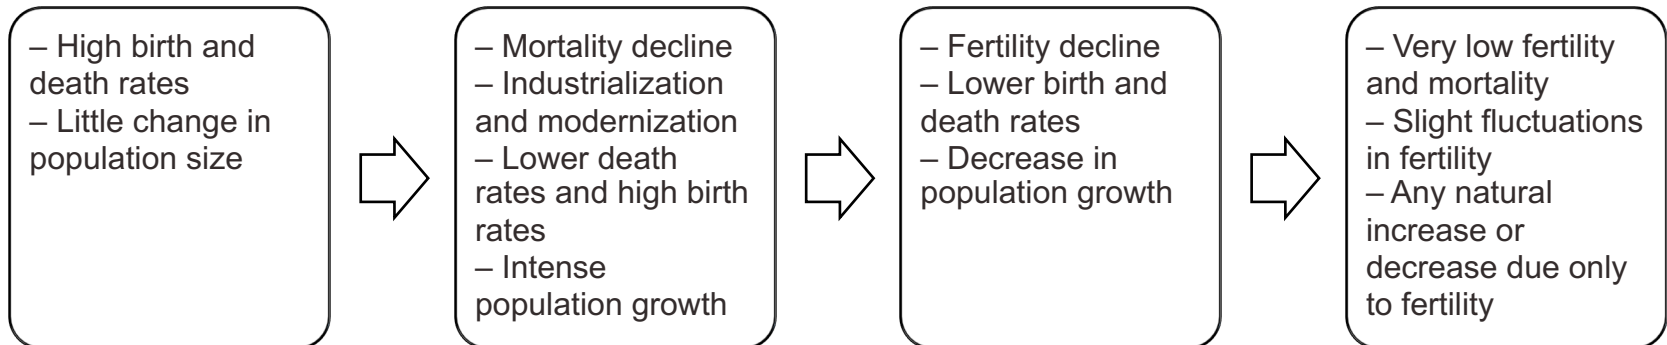 – High birth and
death rates
– Little change in
population size
– Mortality decline
– Industrialization
and modernization
– Lower death
rates and high birth
rates
– Intense
population growth
– Fertility decline
– Lower birth and
death rates
– Decrease in
population growth
– Very low fertility
and mortality
– Slight fluctuations
in fertility
– Any natural
increase or
decrease due only
to fertility